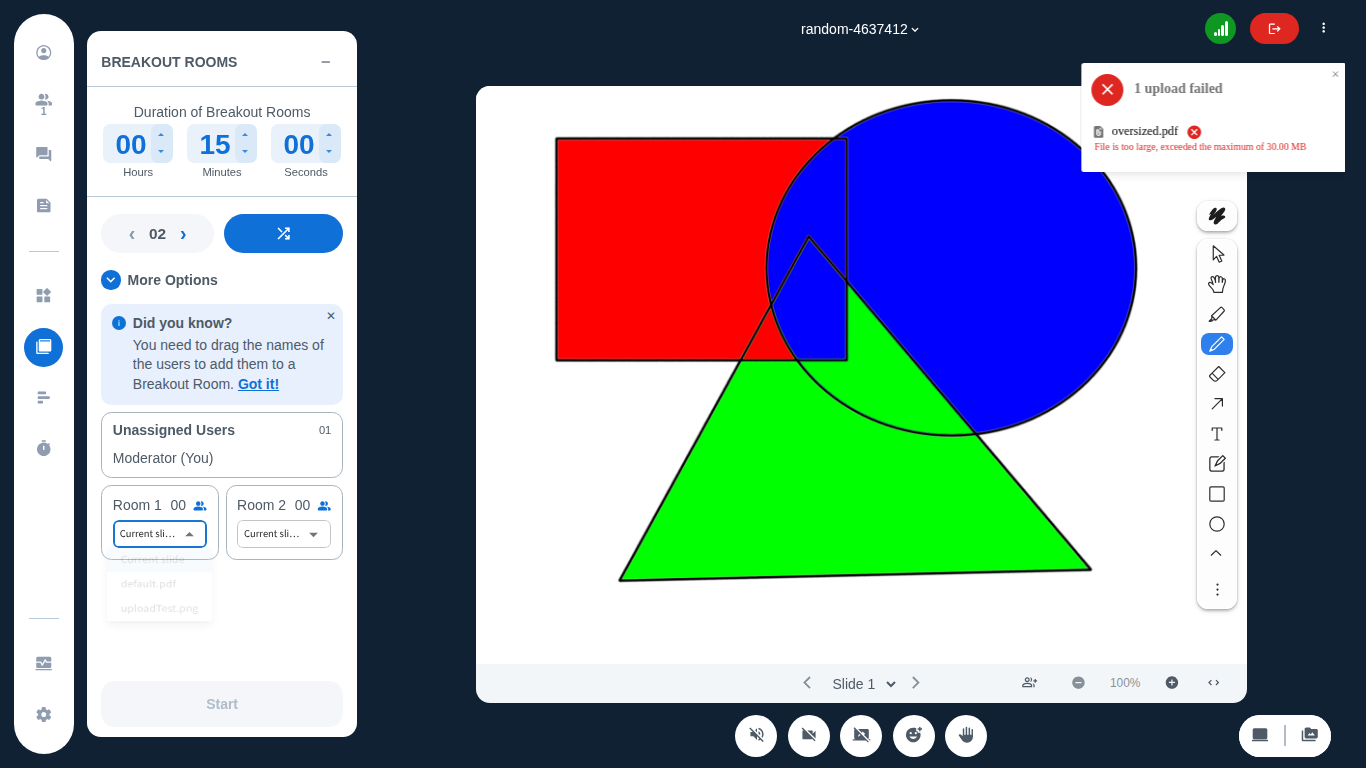 random-4637412
1
BREAKOUT ROOMS
Duration of Breakout Rooms
00 15 00
Hours Minutes Seconds
02
More Options
Did you know?
You need to drag the names of
the users to add them to a
Breakout Room. Got it!
Unassigned Users 01
Moderator (You)
Room 1 00 Room 2 00
Current sli... Current sli...
Current slide
default.pdf
uploadTest.png
Start
1 upload failed
oversized.pdf
File is too large, exceeded the maximum of 30.00 MB
Slide 1
100%